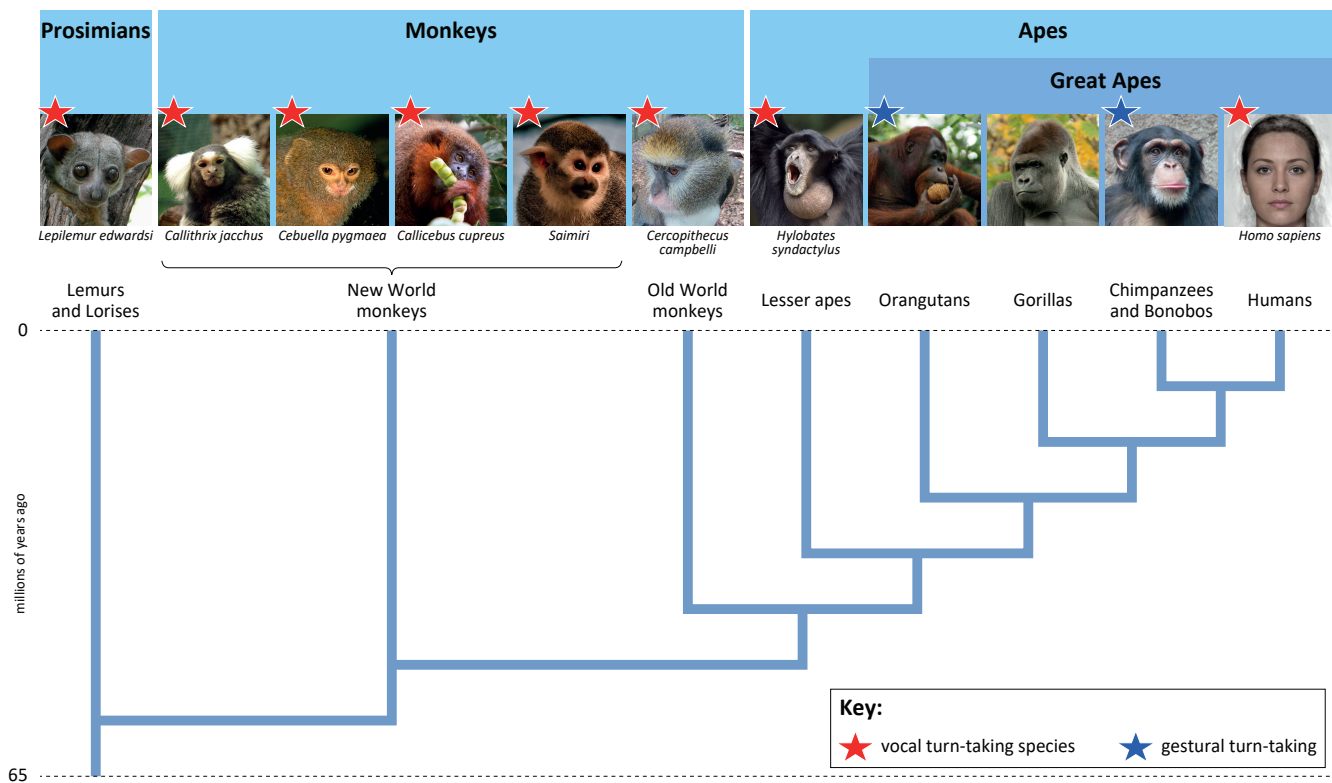 Prosimians
Monkeys
Apes
Great Apes
Lepilemur edwardsi
Callithrix jacchus
Cebuella pygmaea
Callicebus cupreus
Saimiri
Cercopithecus
campbelli
Hylobates
syndactylus
Homo sapiens
Lemurs
and Lorises
New World
monkeys
Old World
monkeys
Lesser apes
Orangutans
Gorillas
Chimpanzees
and Bonobos
Humans
0
millions of years ago
65
Key:
vocal turn-taking species
gestural turn-taking